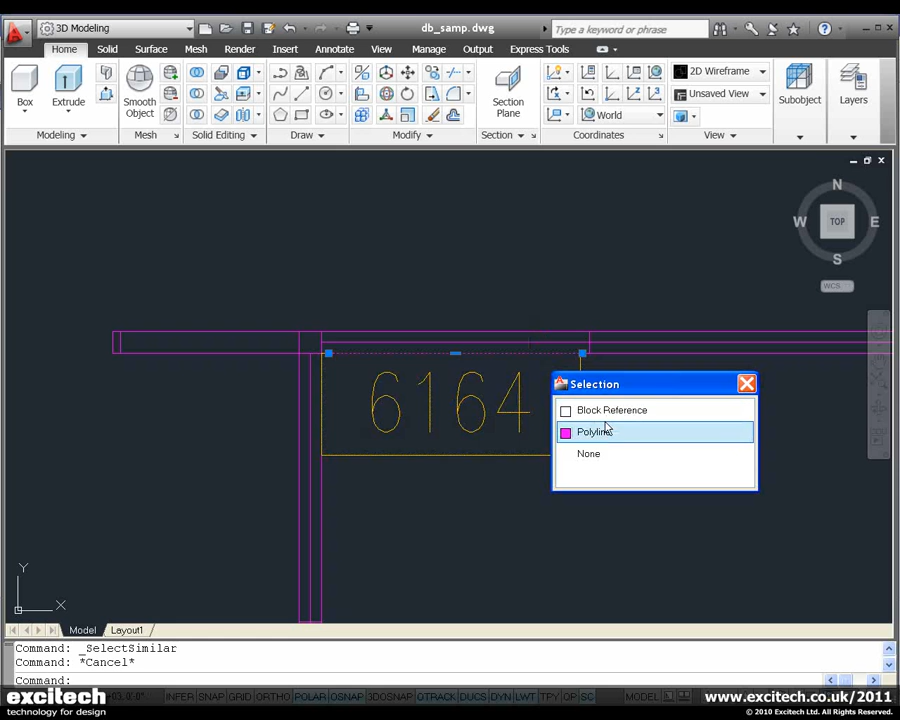 3D Modeling
db_samp.dwg
Type a keyword or phrase
Home Solid Surface Mesh Render Insert Annotate View Manage Output Express Tools
Box
Extrude
Smooth
Object
Section
Plane
2D Wireframe
Unsaved View
World
Subobject
Layers
Modeling Mesh Solid Editing Draw Modify Section Coordinates View
N
W TOP E
S
WCS
6164
Selection
Block Reference
Polyline
None
Y
X
Model Layout1
Command: _SelectSimilar
Command: *Cancel*
Command:
INFER SNAP GRID ORTHO POLAR OSNAP 3DOSNAP OTRACK DUCS DYN LWT TPY QP SC MODEL
excitech
technology for design
www.excitech.co.uk/2011
© 2010 Excitech Ltd. All rights reserved